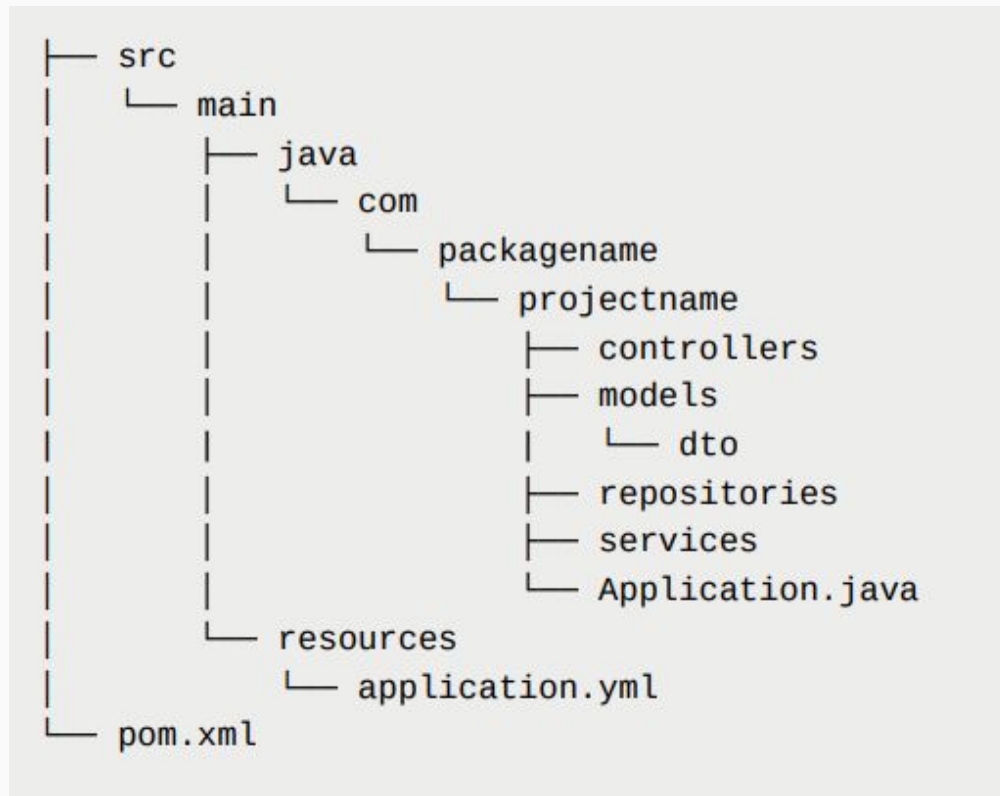 ├── src
│   └── main
│       ├── java
│       │   └── com
│       │       └── packagename
│       │           └── projectname
│       │               ├── controllers
│       │               ├── models
│       │               |   └── dto
│       │               ├── repositories
│       │               ├── services
│       │               └── Application.java
│       └── resources
│           └── application.yml
└── pom.xml